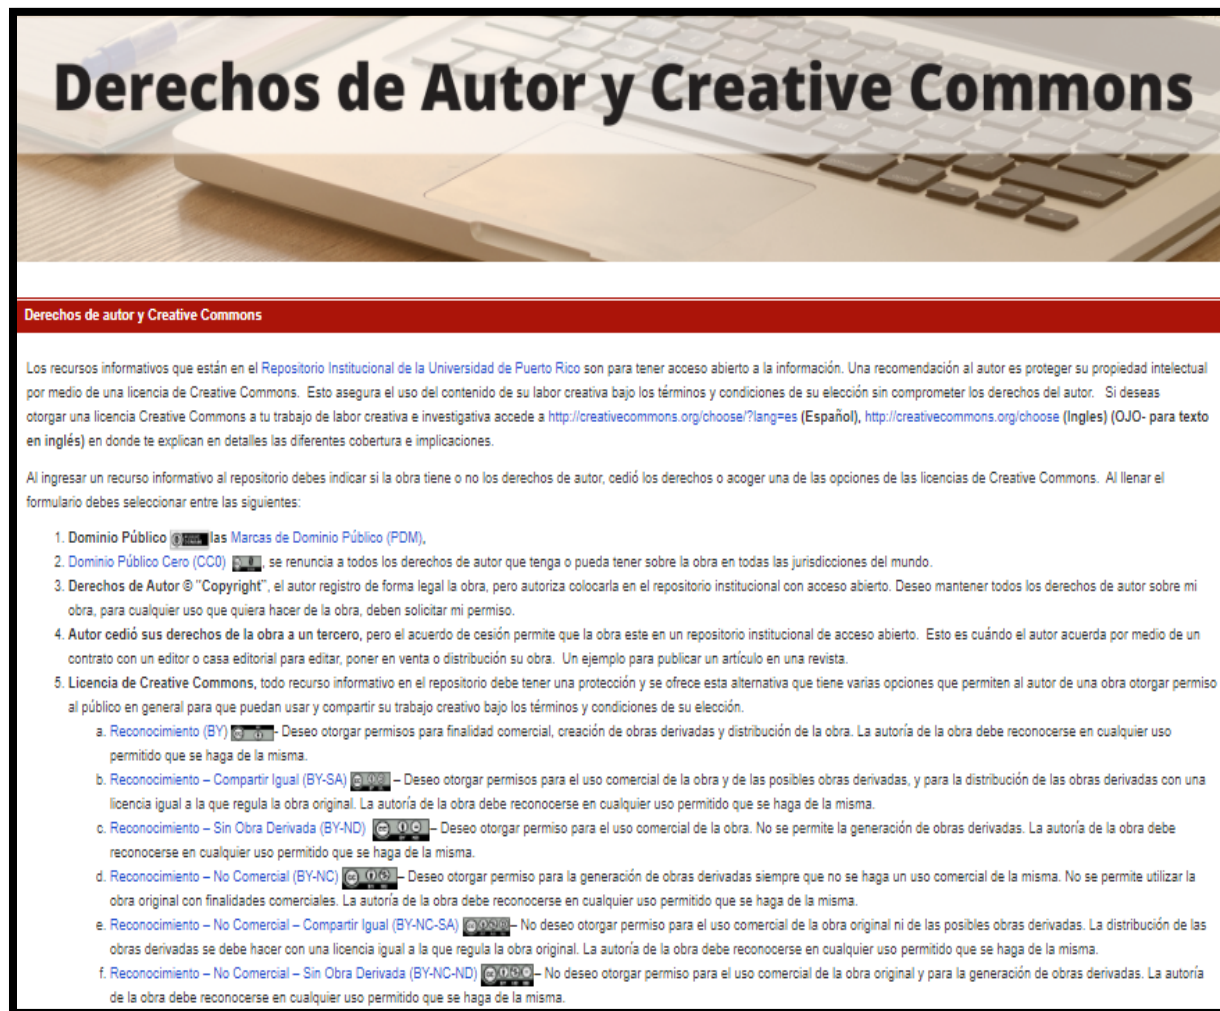 Derechos de Autor y Creative Commons
Derechos de autor y Creative Commons
Los recursos informativos que están en el Repositorio Institucional de la Universidad de Puerto Rico son para tener acceso abierto a la información. Una recomendación al autor es proteger su propiedad intelectual
por medio de una licencia de Creative Commons. Esto asegura el uso del contenido de su labor creativa bajo los términos y condiciones de su elección sin comprometer los derechos del autor. Si deseas
otorgar una licencia Creative Commons a tu trabajo de labor creativa e investigativa accede a http://creativecommons.org/choose/?lang=es (Español), http://creativecommons.org/choose (Ingles) (OJO- para texto
en inglés) en donde te explican en detalles las diferentes cobertura e implicaciones.
Al ingresar un recurso informativo al repositorio debes indicar si la obra tiene o no los derechos de autor, cedió los derechos o acoger una de las opciones de las licencias de Creative Commons. Al llenar el
formulario debes seleccionar entre las siguientes:
1. Dominio Público las Marcas de Dominio Público (PDM),
2. Dominio Público Cero (CC0) , se renuncia a todos los derechos de autor que tenga o pueda tener sobre la obra en todas las jurisdicciones del mundo.
3. Derechos de Autor © "Copyright", el autor registro de forma legal la obra, pero autoriza colocarla en el repositorio institucional con acceso abierto. Deseo mantener todos los derechos de autor sobre mi
obra, para cualquier uso que quiera hacer de la obra, deben solicitar mi permiso.
4. Autor cedió sus derechos de la obra a un tercero, pero el acuerdo de cesión permite que la obra este en un repositorio institucional de acceso abierto. Esto es cuándo el autor acuerda por medio de un
contrato con un editor o casa editorial para editar, poner en venta o distribución su obra. Un ejemplo para publicar un artículo en una revista.
5. Licencia de Creative Commons, todo recurso informativo en el repositorio debe tener una protección y se ofrece esta alternativa que tiene varias opciones que permiten al autor de una obra otorgar permiso
al público en general para que puedan usar y compartir su trabajo creativo bajo los términos y condiciones de su elección.
a. Reconocimiento (BY) - Deseo otorgar permisos para finalidad comercial, creación de obras derivadas y distribución de la obra. La autoría de la obra debe reconocerse en cualquier uso
permitido que se haga de la misma.
b. Reconocimiento – Compartir Igual (BY-SA) – Deseo otorgar permisos para el uso comercial de la obra y de las posibles obras derivadas, y para la distribución de las obras derivadas con una
licencia igual a la que regula la obra original. La autoría de la obra debe reconocerse en cualquier uso permitido que se haga de la misma.
c. Reconocimiento – Sin Obra Derivada (BY-ND) – Deseo otorgar permiso para el uso comercial de la obra. No se permite la generación de obras derivadas. La autoría de la obra debe
reconocerse en cualquier uso permitido que se haga de la misma.
d. Reconocimiento – No Comercial (BY-NC) – Deseo otorgar permiso para la generación de obras derivadas siempre que no se haga un uso comercial de la misma. No se permite utilizar la
obra original con finalidades comerciales. La autoría de la obra debe reconocerse en cualquier uso permitido que se haga de la misma.
e. Reconocimiento – No Comercial – Compartir Igual (BY-NC-SA) – No deseo otorgar permiso para el uso comercial de la obra original ni de las posibles obras derivadas. La distribución de las
obras derivadas se debe hacer con una licencia igual a la que regula la obra original. La autoría de la obra debe reconocerse en cualquier uso permitido que se haga de la misma.
f. Reconocimiento – No Comercial – Sin Obra Derivada (BY-NC-ND) – No deseo otorgar permiso para el uso comercial de la obra original y para la generación de obras derivadas. La autoría
de la obra debe reconocerse en cualquier uso permitido que se haga de la misma.